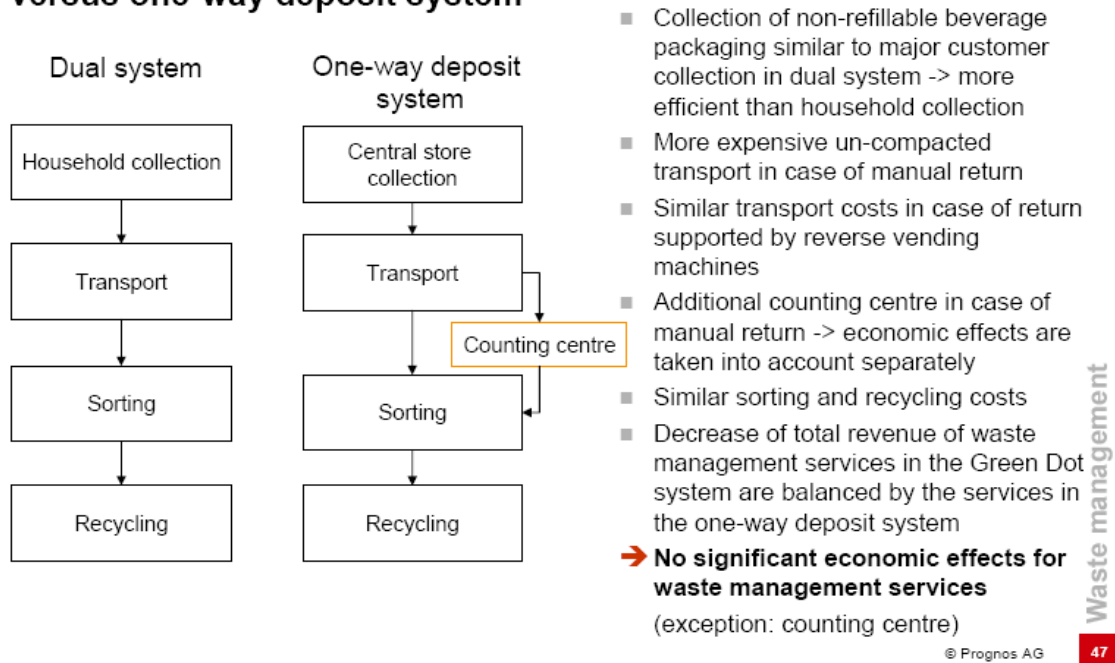 versus one-way deposit system
Dual system
One-way deposit
system
Household collection
Transport
Sorting
Recycling
Central store
collection
Transport
Counting centre
Sorting
Recycling
Collection of non-refillable beverage
packaging similar to major customer
collection in dual system -> more
efficient than household collection
More expensive un-compacted
transport in case of manual return
Similar transport costs in case of return
supported by reverse vending
machines
Additional counting centre in case of
manual return -> economic effects are
taken into account separately
Similar sorting and recycling costs
Decrease of total revenue of waste
management services in the Green Dot
system are balanced by the services in
the one-way deposit system
No significant economic effects for
waste management services
(exception: counting centre)
Waste management
© Prognos AG
47